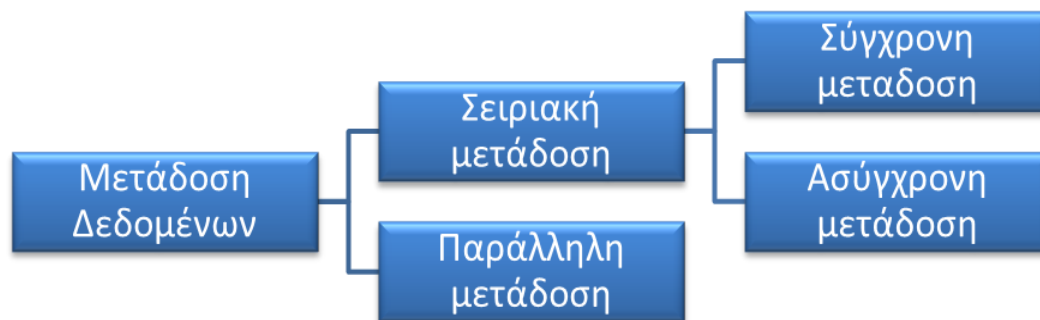 Μετάδοση
Δεδομένων
Σειριακή
μετάδοση
Παράλληλη
μετάδοση
Σύγχρονη
μεταδοση
Ασύγχρονη
μετάδοση